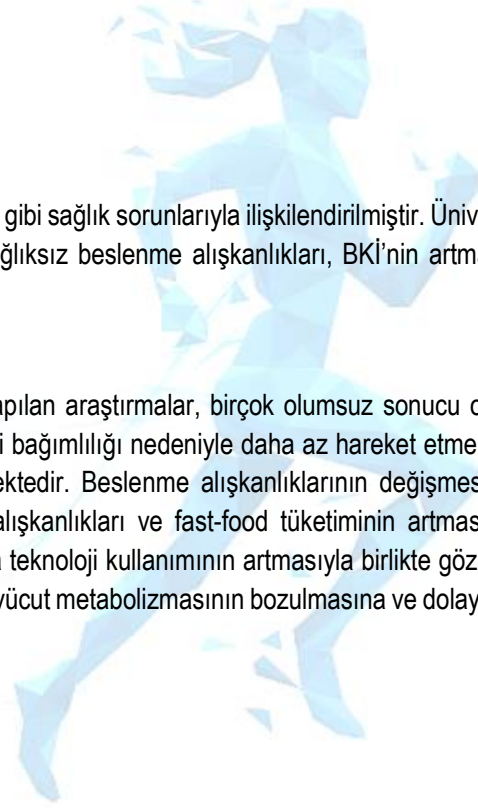 gibi sağlık sorunlarıyla ilişkilendirilmiştir. Üniv
ğlıksız beslenme alışkanlıkları, BKİ’nin artma
apılan araştırmalar, birçok olumsuz sonucu o
i bağımlılığı nedeniyle daha az hareket etme
ektedir. Beslenme alışkanlıklarının değişmes
alışkanlıkları ve fast-food tüketiminin artmas
a teknoloji kullanımının artmasıyla birlikte göz
vücut metabolizmasının bozulmasına ve dolay